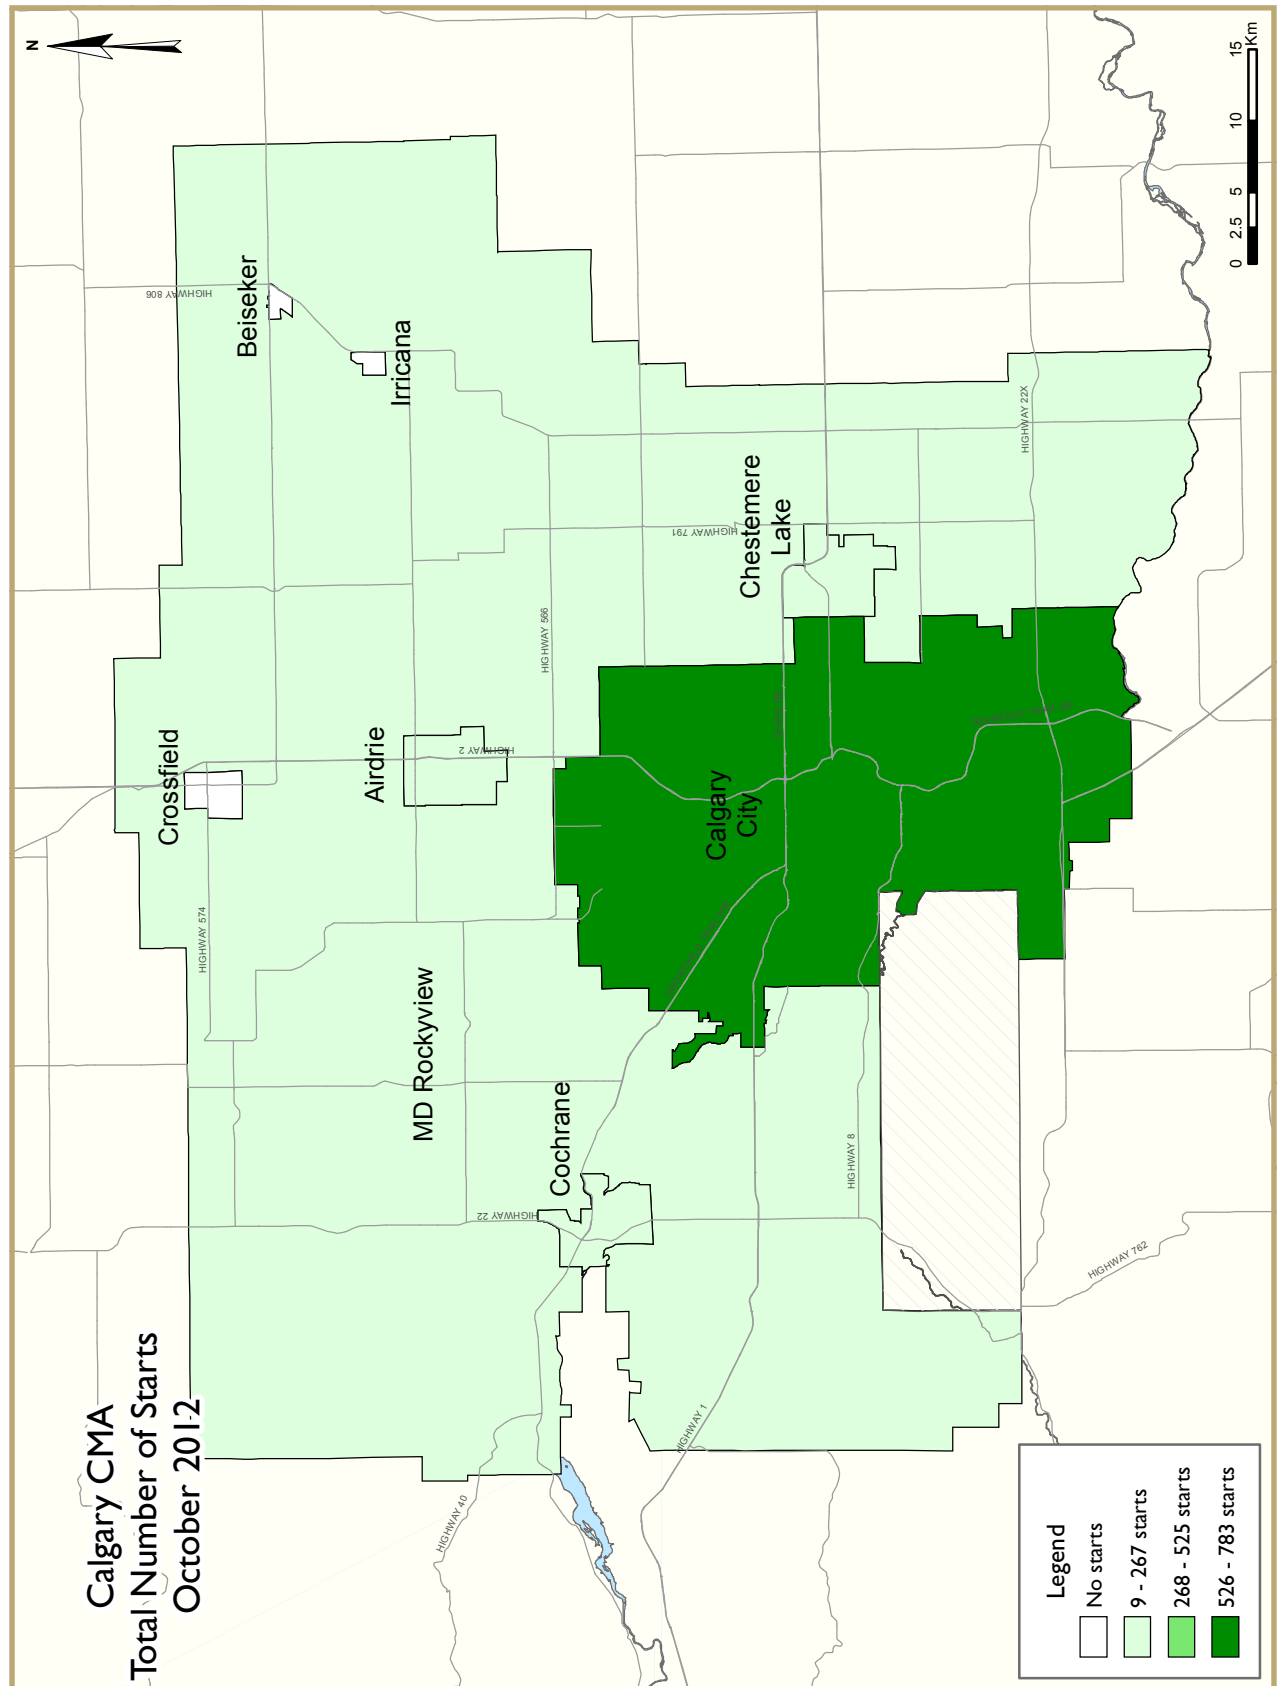 Calgary CMA
Total Number of Starts
October 2012
N
Crossfield
Beiseker
Irricana
Airdrie
MD Rockyview
Cochrane
Calgary
City
Chestemere
Lake
HIGHWAY 806
HIGHWAY 574
HIGHWAY 2
HIGHWAY 566
HIGHWAY 791
HIGHWAY 22
HIGHWAY 22X
HIGHWAY 8
HIGHWAY 1
HIGHWAY 40
HIGHWAY 762
Legend
No starts
9 - 267 starts
268 - 525 starts
526 - 783 starts
0 2.5 5 10 15
Km